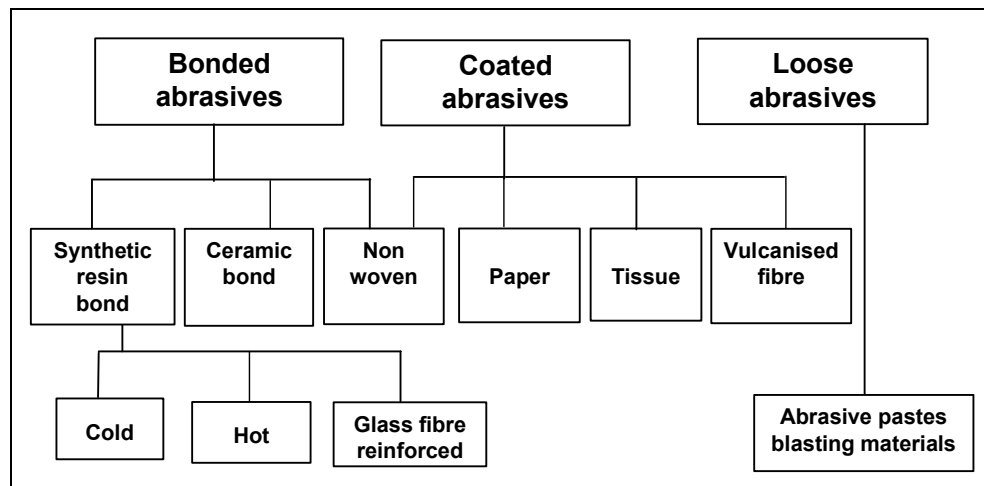 Bonded
abrasives
Coated
abrasives
Loose
abrasives
Synthetic
resin
bond
Ceramic
bond
Non
woven
Paper
Tissue
Vulcanised
fibre
Cold
Hot
Glass fibre
reinforced
Abrasive pastes
blasting materials